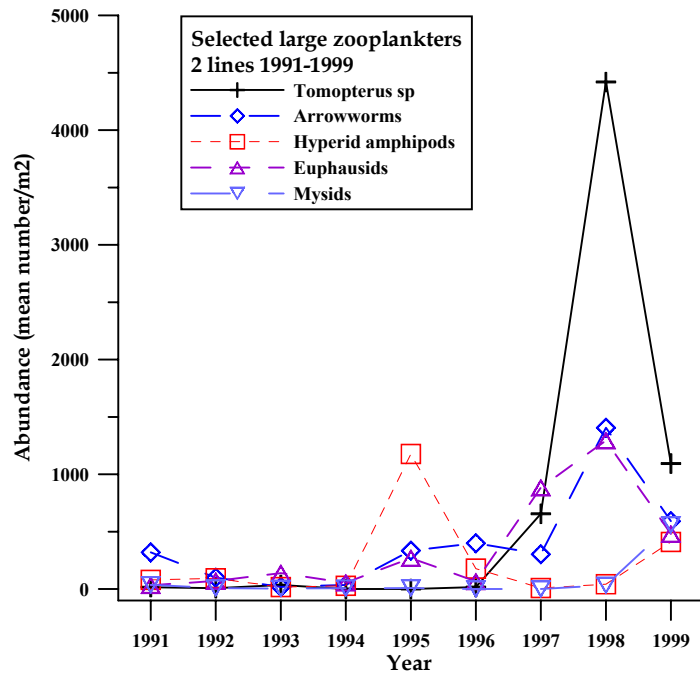 Selected large zooplankters
2 lines 1991-1999
Tomopterus sp
Arrowworms
Hyperid amphipods
Euphausids
Mysids
Abundance (mean number/m2)
5000
4000
3000
2000
1000
0
1991 1992 1993 1994 1995 1996 1997 1998 1999
Year